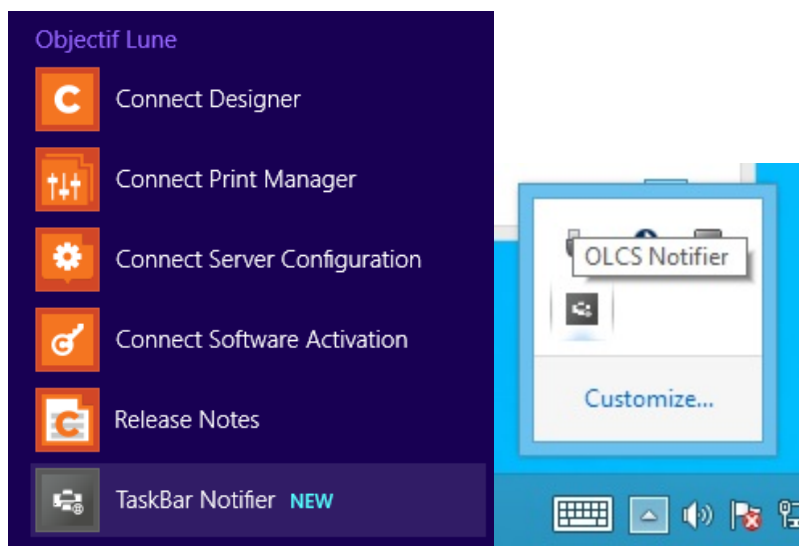 Objectif Lune
Connect Designer
Connect Print Manager
Connect Server Configuration
Connect Software Activation
Release Notes
TaskBar Notifier NEW
OLCS Notifier
Customize...